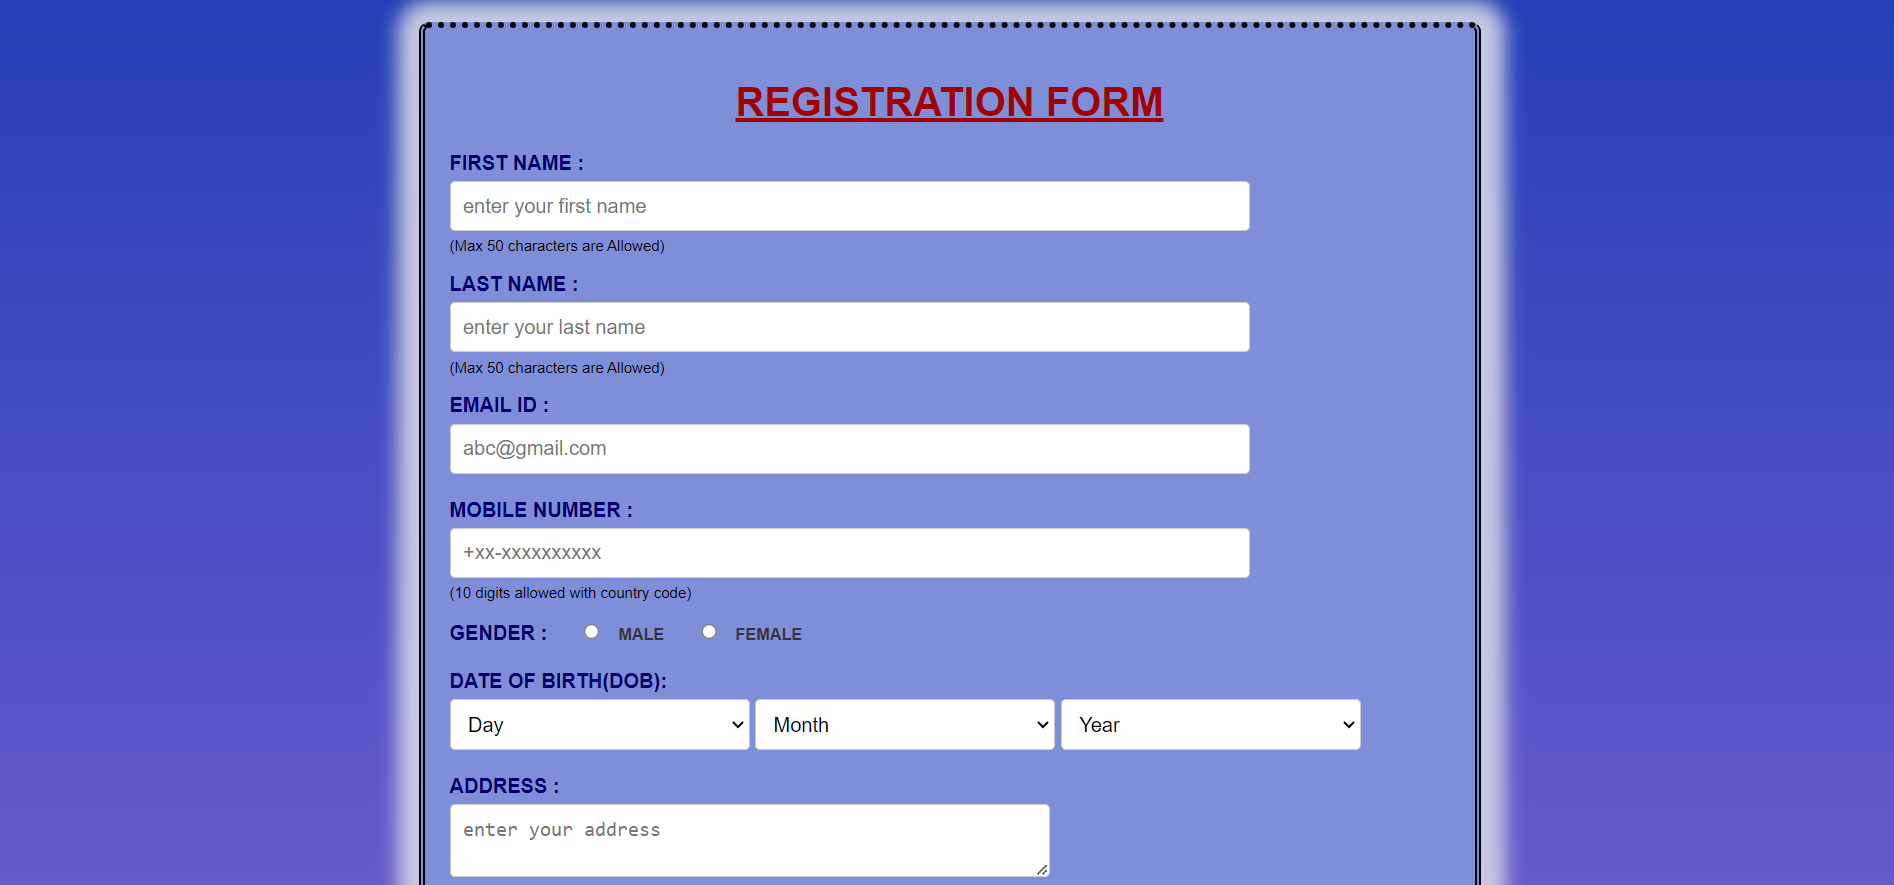 REGISTRATION FORM
FIRST NAME :
enter your first name
(Max 50 characters are Allowed)
LAST NAME :
enter your last name
(Max 50 characters are Allowed)
EMAIL ID :
abc@gmail.com
MOBILE NUMBER :
+xx-xxxxxxxxxx
(10 digits allowed with country code)
GENDER : MALE FEMALE
DATE OF BIRTH(DOB):
Day Month Year
ADDRESS :
enter your address